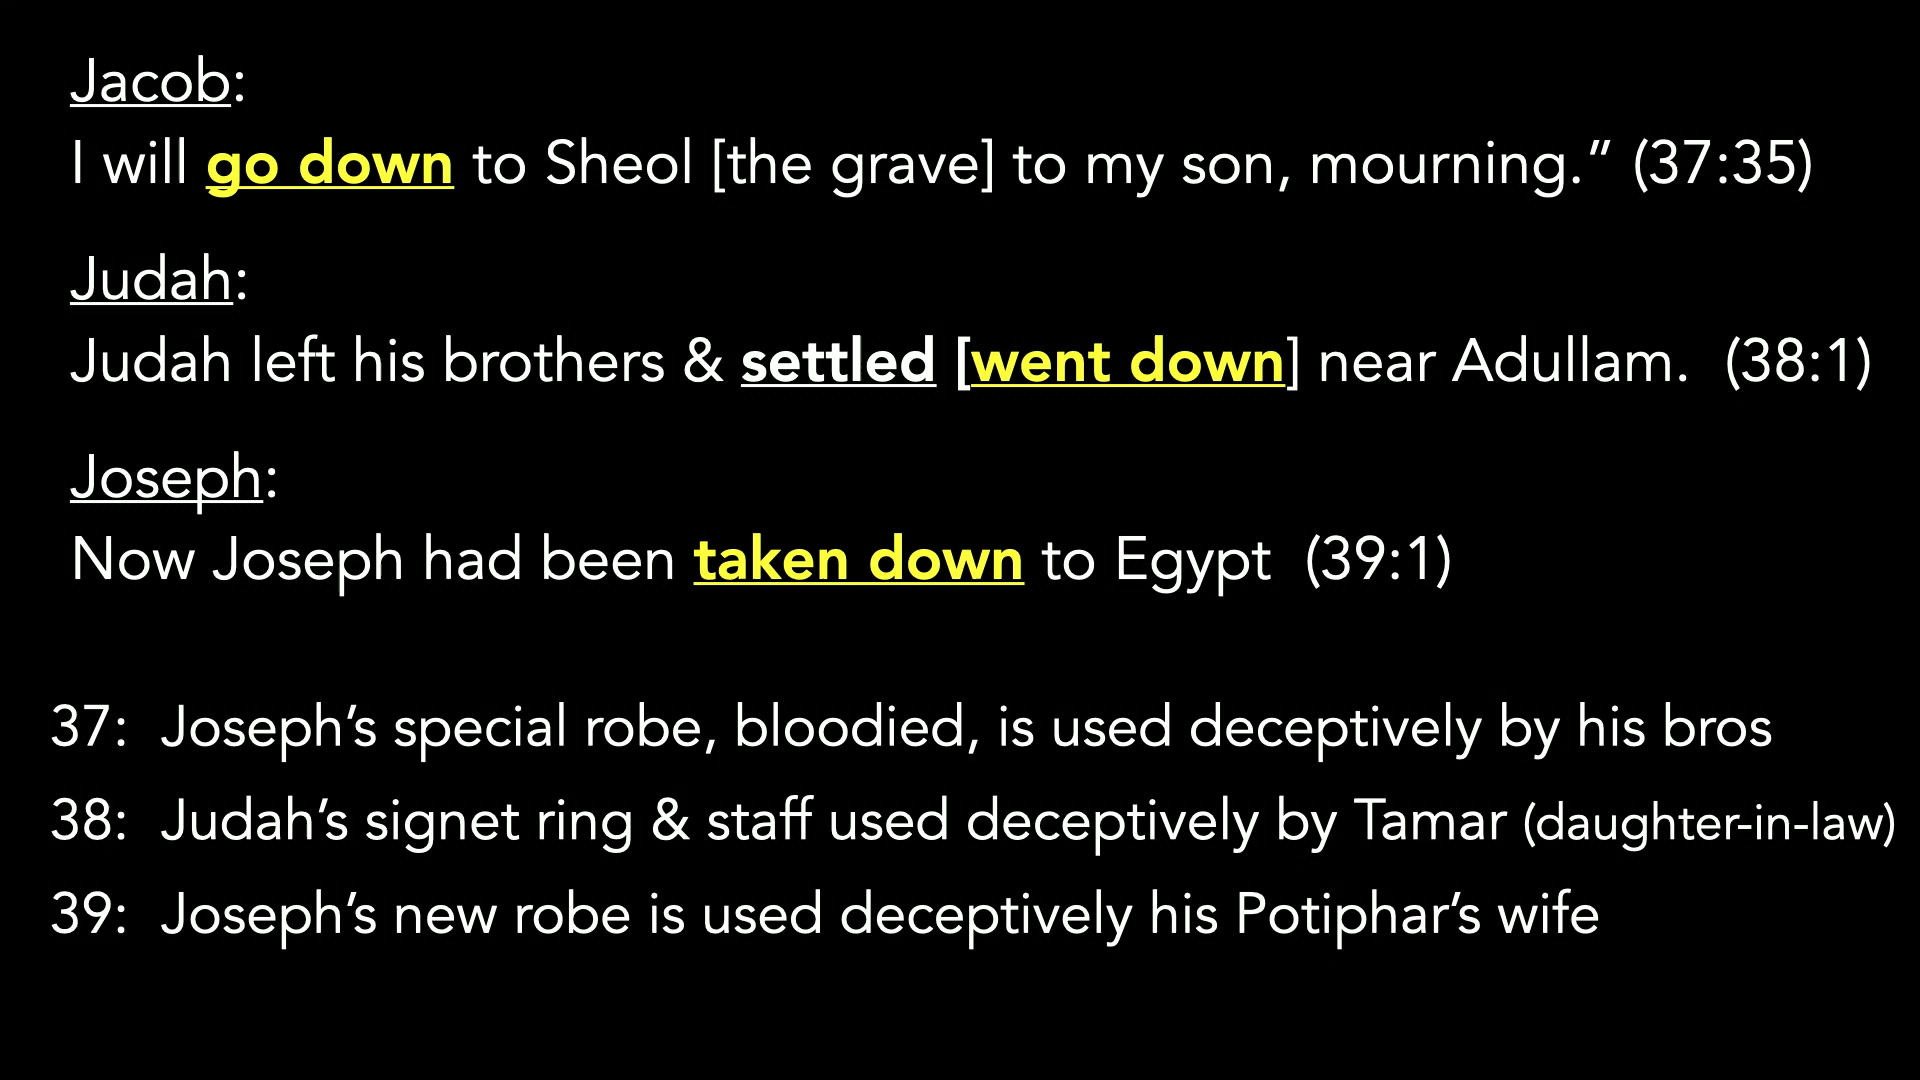 Jacob:
I will go down to Sheol [the grave] to my son, mourning.” (37:35)
Judah:
Judah left his brothers & settled [went down] near Adullam. (38:1)
Joseph:
Now Joseph had been taken down to Egypt (39:1)
37: Joseph’s special robe, bloodied, is used deceptively by his bros
38: Judah’s signet ring & staff used deceptively by Tamar (daughter-in-law)
39: Joseph’s new robe is used deceptively his Potiphar’s wife